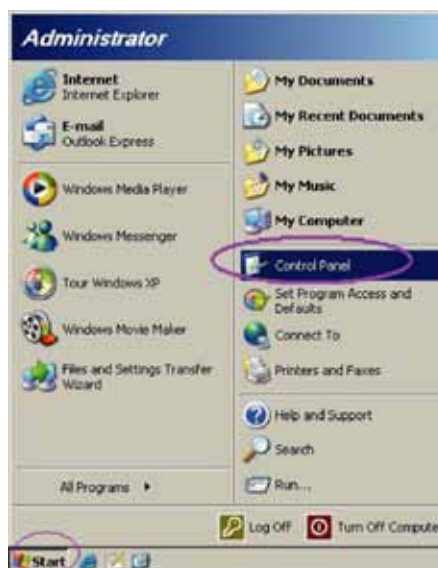 Administrator
Internet
Internet Explorer
E-mail
Outlook Express
Windows Media Player
Windows Messenger
Tour Windows XP
Windows Movie Maker
Files and Settings Transfer
Wizard
All Programs
My Documents
My Recent Documents
My Pictures
My Music
My Computer
Control Panel
Set Program Access and
Defaults
Connect To
Printers and Faxes
Help and Support
Search
Run...
Log Off
Turn Off Compute
Start